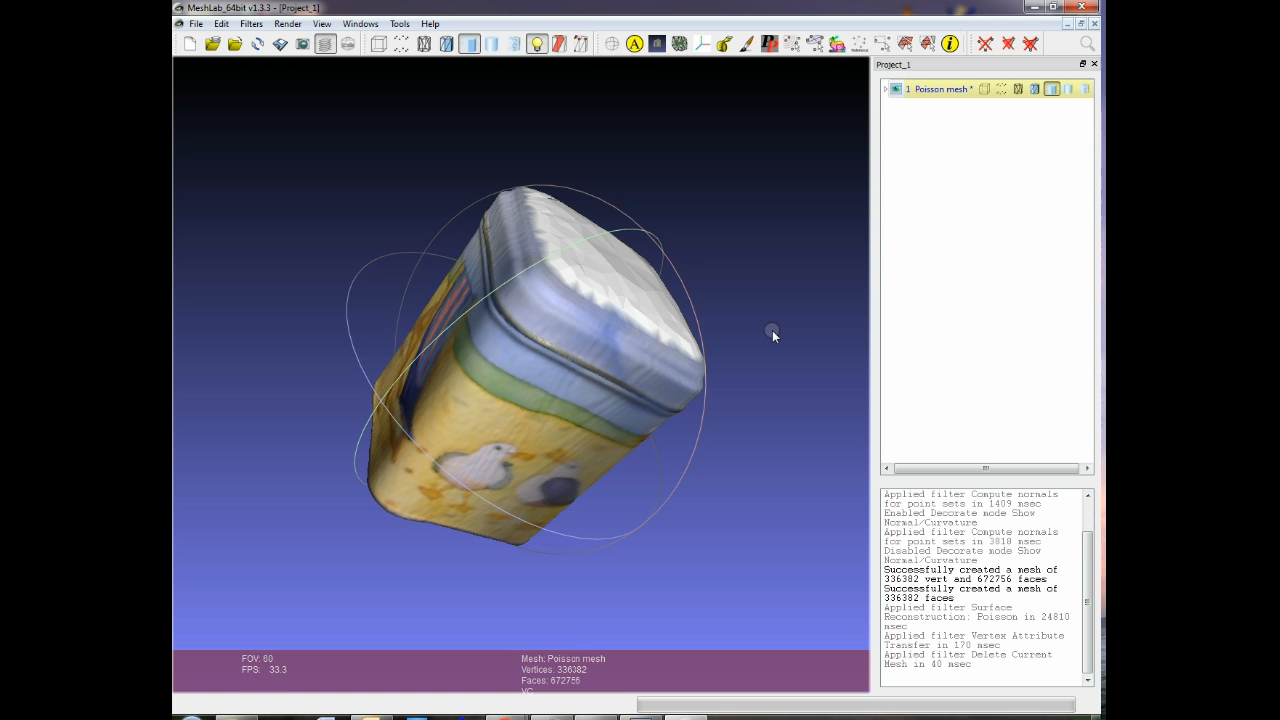 MeshLab_64bit v1.3.3 - [Project_1]
File Edit Filters Render View Windows Tools Help
Project_1
1 Poisson mesh *
Applied filter Compute normals
for point sets in 1409 msec
Enabled Decorate mode Show
Normal/Curvature
Applied filter Compute normals
for point sets in 3818 msec
Disabled Decorate mode Show
Normal/Curvature
Successfully created a mesh of
336382 vert and 672756 faces
Successfully created a mesh of
336382 faces
Applied filter Surface
Reconstruction: Poisson in 24810
msec
Applied filter Vertex Attribute
Transfer in 170 msec
Applied filter Delete Current
Mesh in 40 msec
FOV: 60
FPS: 33.3
Mesh: Poisson mesh
Vertices: 336382
Faces: 672756
VC